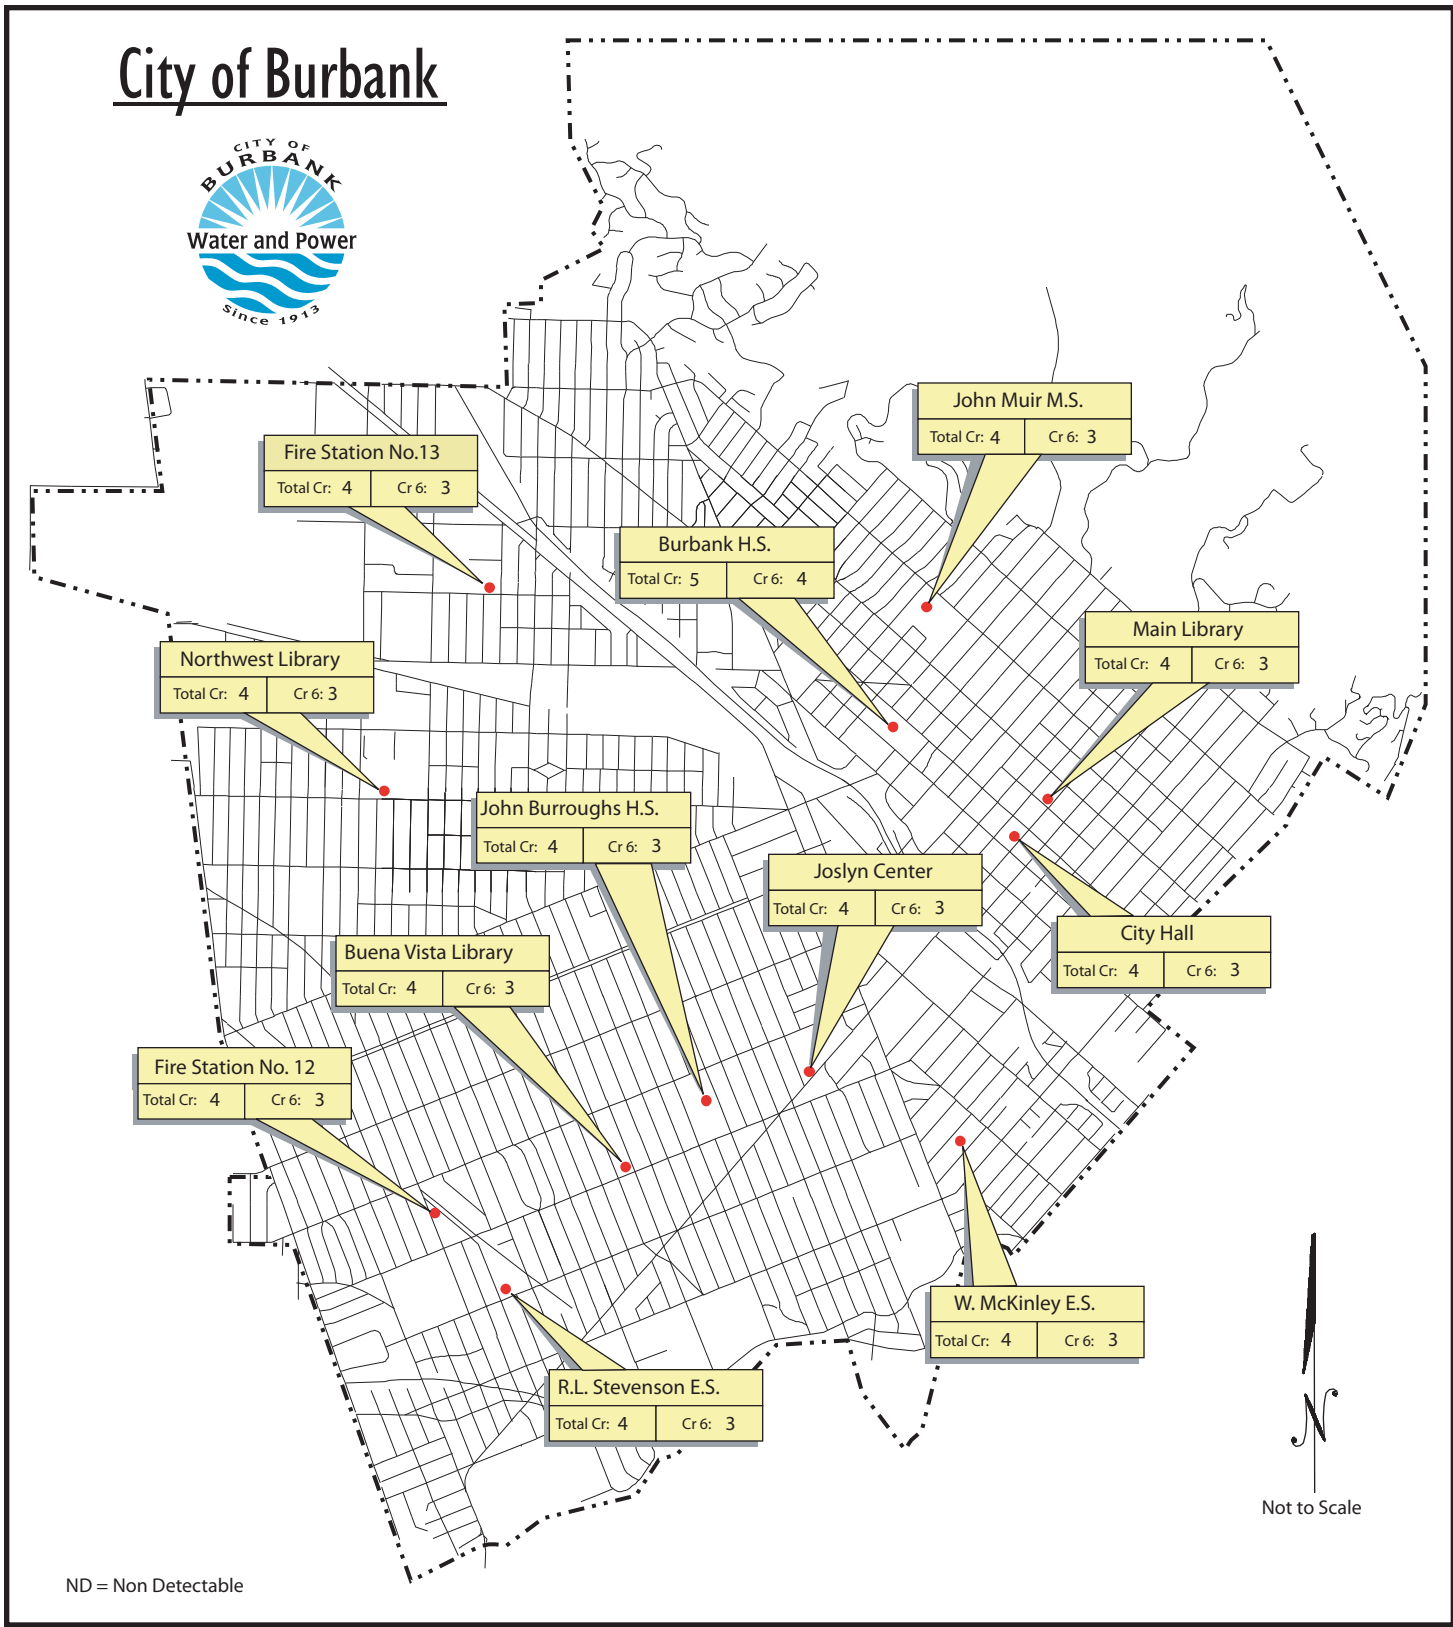 City of Burbank
CITY OF
BURBANK
Water and Power
Since 1913
John Muir M.S.
Total Cr: 4 Cr 6: 3
Fire Station No.13
Total Cr: 4 Cr 6: 3
Burbank H.S.
Total Cr: 5 Cr 6: 4
Main Library
Total Cr: 4 Cr 6: 3
Northwest Library
Total Cr: 4 Cr 6: 3
John Burroughs H.S.
Total Cr: 4 Cr 6: 3
Joslyn Center
Total Cr: 4 Cr 6: 3
City Hall
Total Cr: 4 Cr 6: 3
Buena Vista Library
Total Cr: 4 Cr 6: 3
Fire Station No. 12
Total Cr: 4 Cr 6: 3
W. McKinley E.S.
Total Cr: 4 Cr 6: 3
R.L. Stevenson E.S.
Total Cr: 4 Cr 6: 3
N
Not to Scale
ND = Non Detectable